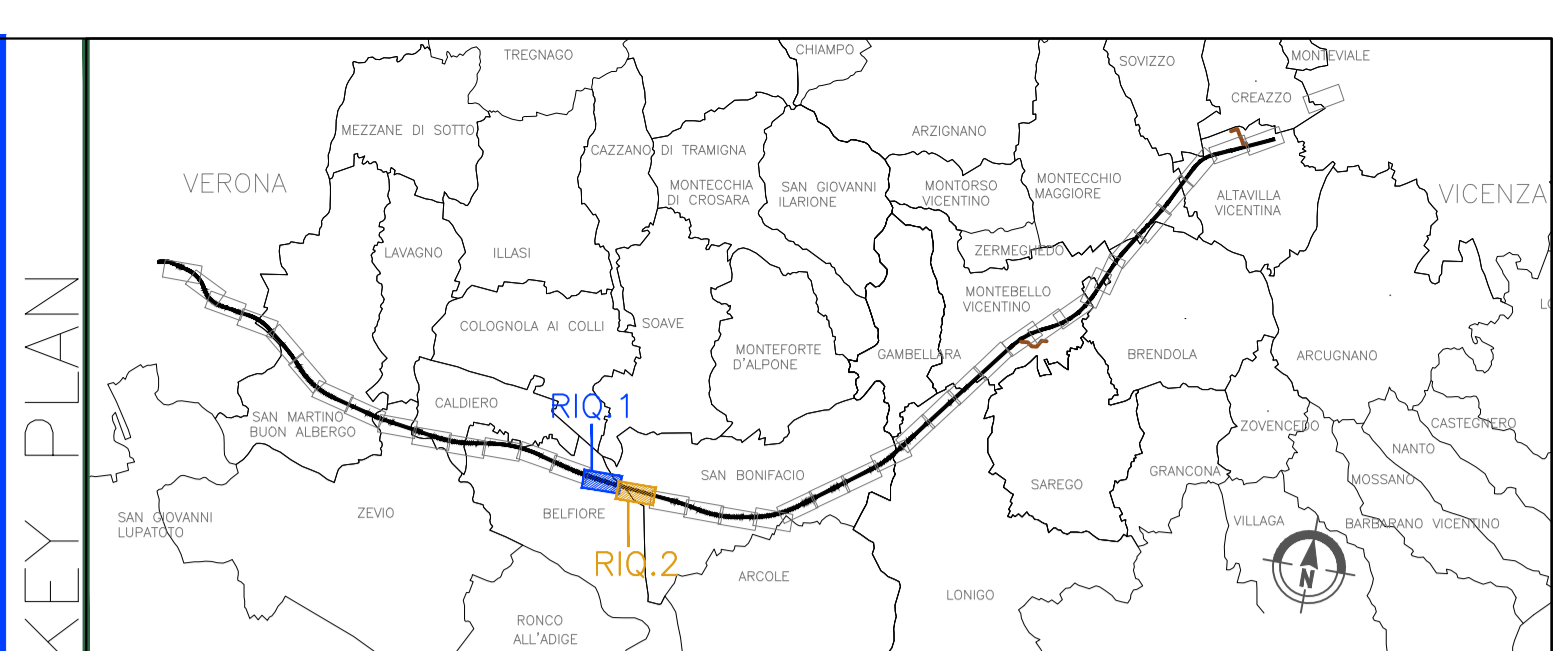 KEY PLAN
TREGNAGO
CHIAMPO
SOVIZZO
MONTEVIALE
CREAZZO
MEZZANE DI SOTTO
ARZIGNANO
CAZZANO DI TRAMIGNA
VERONA
MONTECCHIA
DI CROSARA
SAN GIOVANNI
ILARIONE
MONTORSO
VICENTINO
MONTECCHIO
MAGGIORE
ALTAVILLA
VICENTINA
VICENZA
LAVAGNO
ILLASI
ZERMEGHEDO
MONTEBELLO
VICENTINO
COLOGNOLA AI COLLI
SOAVE
MONTEFORTE
D'ALPONE
GAMBELLARA
BRENDOLA
ARCUGNANO
CALDIERO
RIQ.1
SAN MARTINO
BUON ALBERGO
ZOVENCEDO
CASTEGNERO
NANTO
SAN BONIFACIO
GRANCONA
MOSSANO
SAREGO
SAN GIOVANNI
LUPATOTO
ZEVIO
BELFIORE
VILLAGA
BARBARANO VICENTINO
RIQ.2
ARCOLE
N
LONIGO
RONCO
ALL'ADIGE